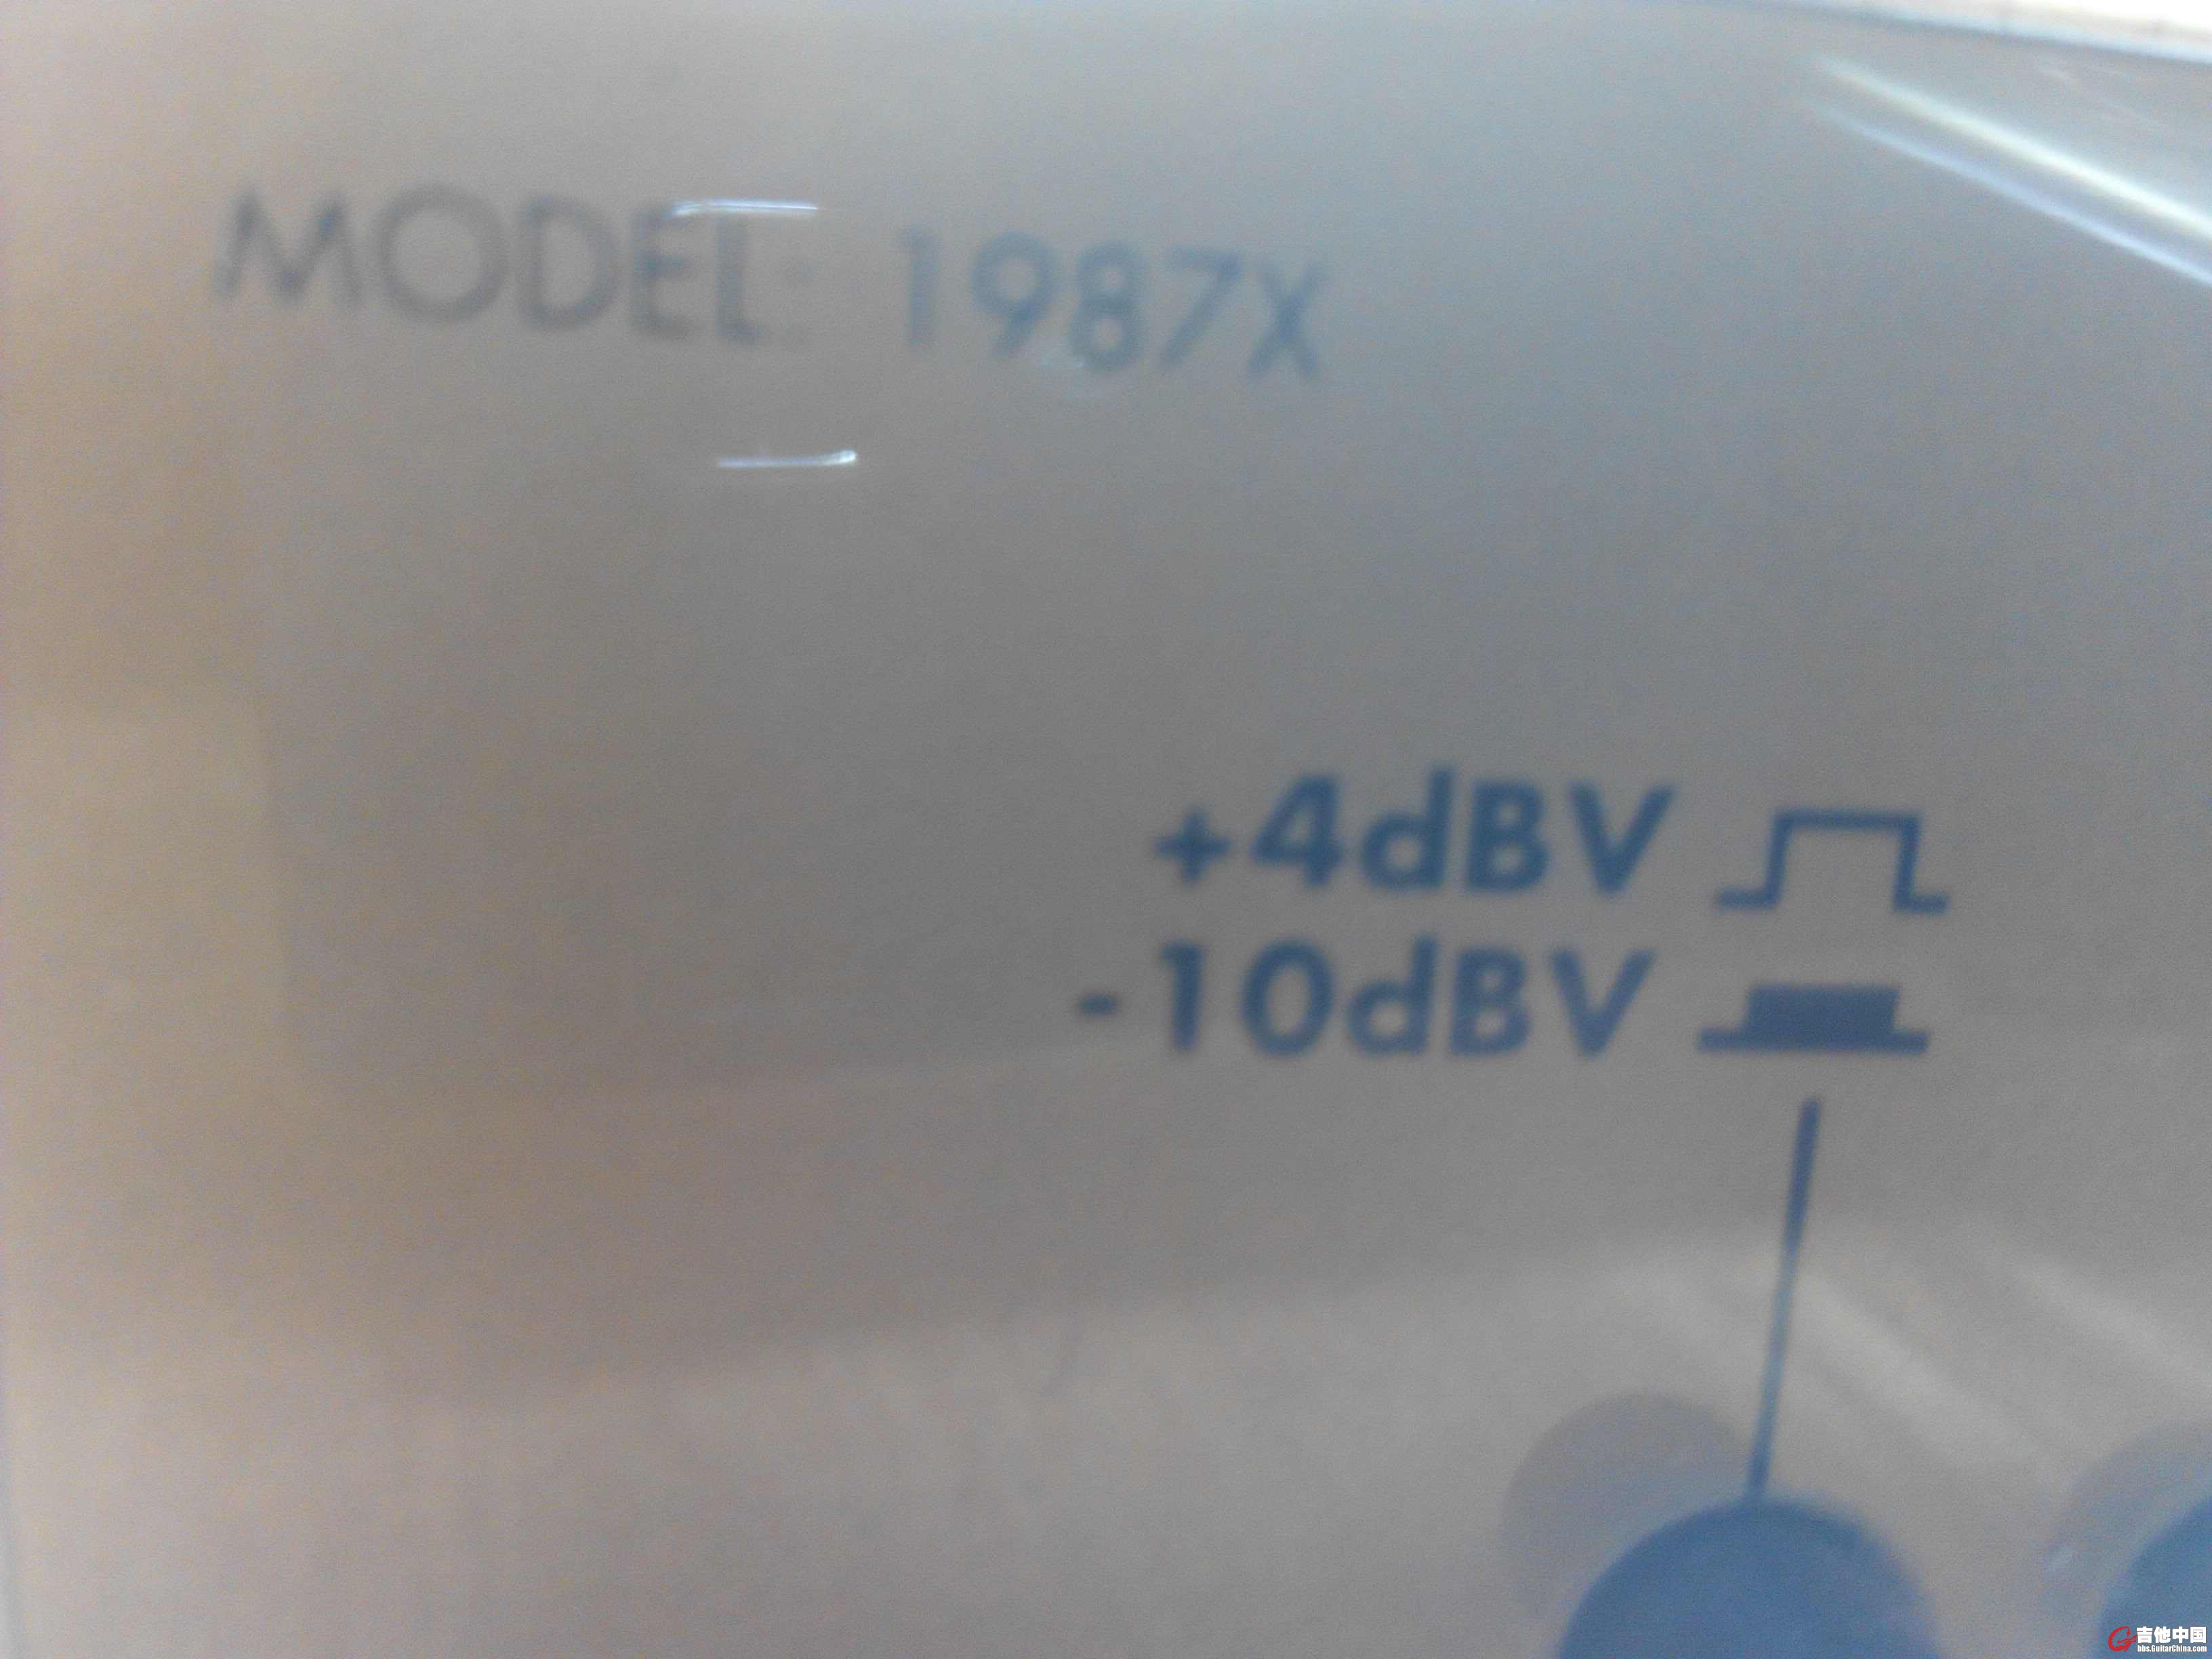 MODEL: 1987X
+4dBV
-10dBV
吉他中国
bbs.GuitarChina.com